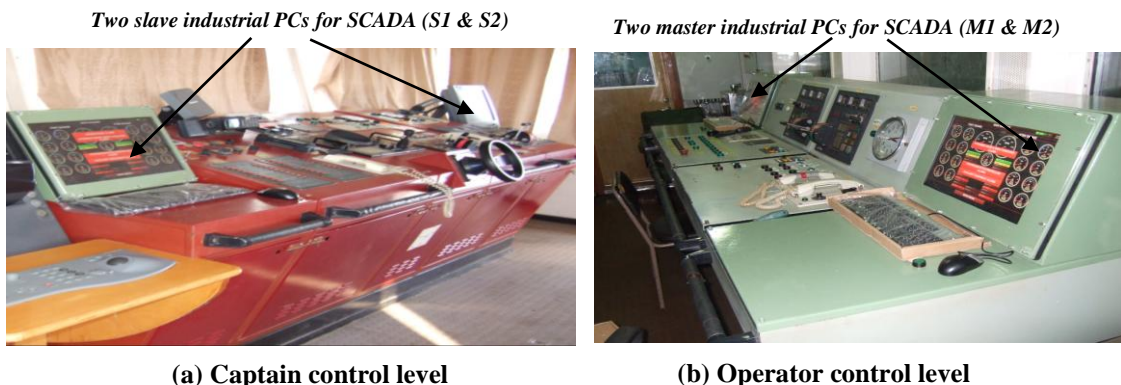 Two slave industrial PCs for SCADA (S1 & S2)
Two master industrial PCs for SCADA (M1 & M2)
(a) Captain control level
(b) Operator control level